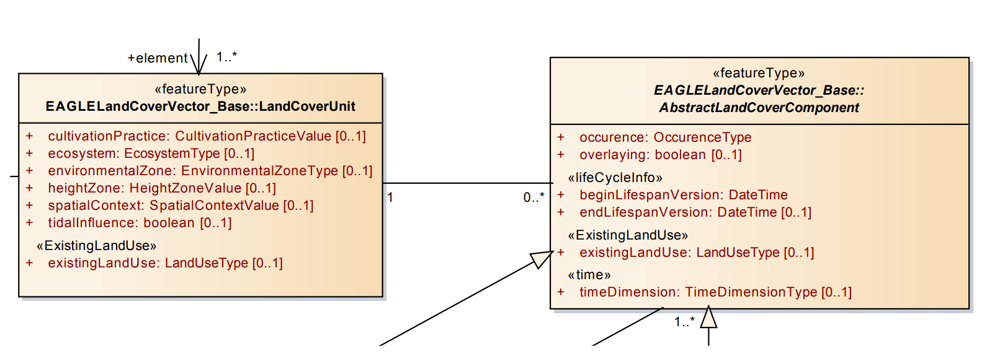 +element
1..*
«featureType»
EAGLELandCoverVector_Base::LandCoverUnit
+ cultivationPractice: CultivationPracticeValue [0..1]
+ ecosystem: EcosystemType [0..1]
+ environmentalZone: EnvironmentalZoneType [0..1]
+ heightZone: HeightZoneValue [0..1]
+ spatialContext: SpatialContextValue [0..1]
+ tidalInfluence: boolean [0..1]
«ExistingLandUse»
+ existingLandUse: LandUseType [0..1]
1
0..*
«featureType»
EAGLELandCoverVector_Base::
AbstractLandCoverComponent
+ occurence: OccurenceType
+ overlaying: boolean [0..1]
«lifeCycleInfo»
+ beginLifespanVersion: DateTime
+ endLifespanVersion: DateTime [0..1]
«ExistingLandUse»
+ existingLandUse: LandUseType [0..1]
«time»
+ timeDimension: TimeDimensionType [0..1]
1..*